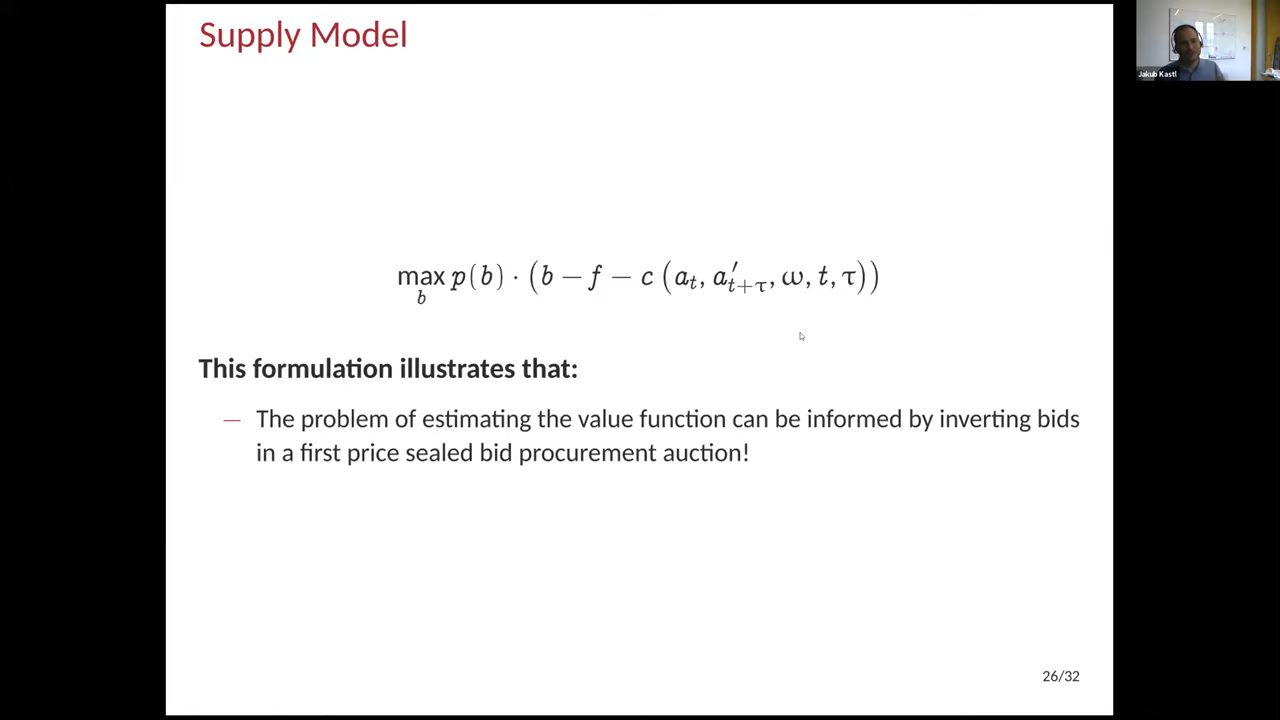 Supply Model
Jakub Kastl
max p(b) · (b − f − c (a_t, a′_{t+τ}, ω, t, τ))
b
This formulation illustrates that:
— The problem of estimating the value function can be informed by inverting bids
in a first price sealed bid procurement auction!
26/32